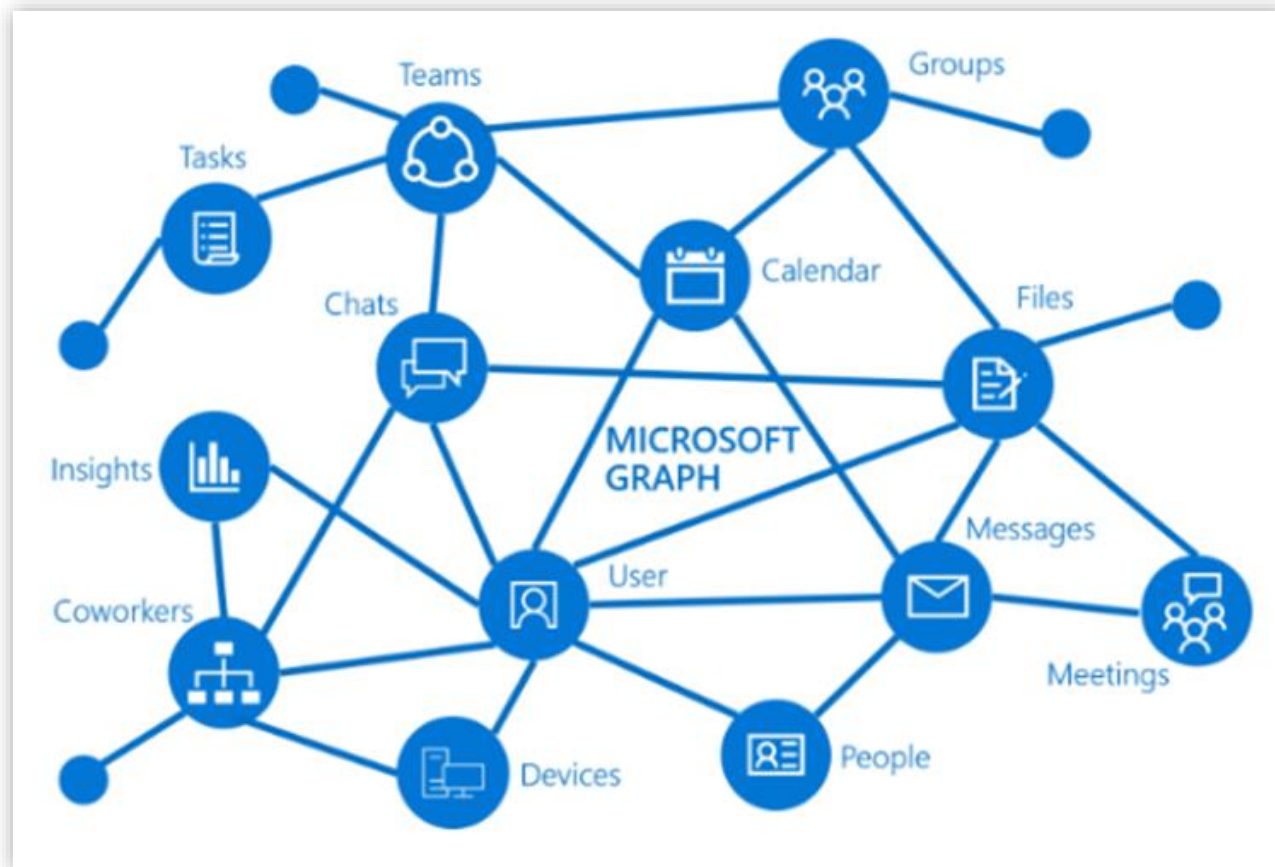 Teams
Groups
Tasks
Calendar
Chats
Files
MICROSOFT
GRAPH
Insights
Messages
User
Coworkers
Meetings
People
Devices